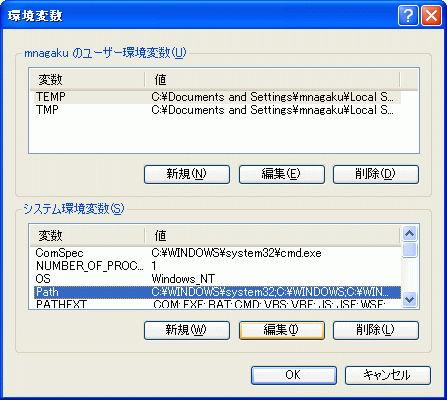 環境変数
mnagaku のユーザー環境変数(U)
変数 値
TEMP C:¥Documents and Settings¥mnagaku¥Local S...
TMP C:¥Documents and Settings¥mnagaku¥Local S...
新規(N) 編集(E) 削除(D)
システム環境変数(S)
変数 値
ComSpec C:¥WINDOWS¥system32¥cmd.exe
NUMBER_OF_PROC... 1
OS Windows_NT
Path C:¥WINDOWS¥system32;C:¥WINDOWS;C:¥WIN...
PATHEXT .COM;.EXE;.BAT;.CMD;.VBS;.VBE;.JS;.JSE;.WSF;...
新規(W) 編集(I) 削除(L)
OK キャンセル